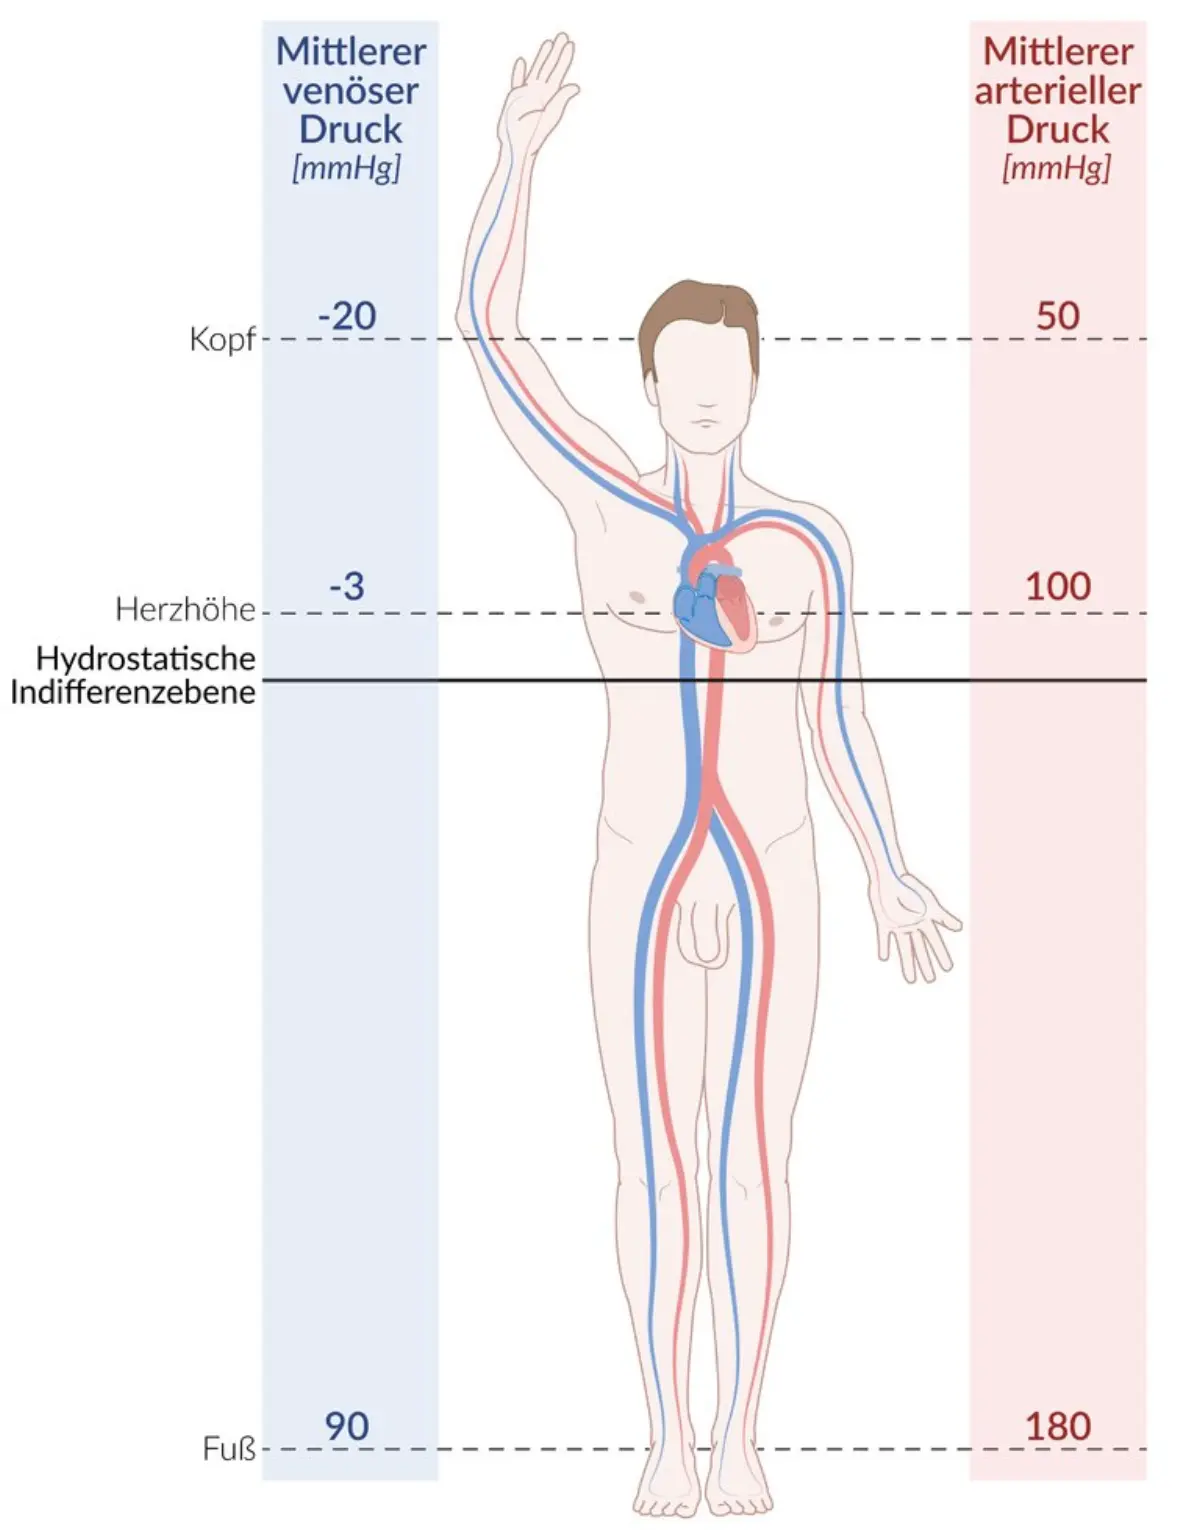 Mittlerer
venöser
Druck
[mmHg]
Mittlerer
arterieller
Druck
[mmHg]
Kopf
-20
50
Herzhöhe
-3
100
Hydrostatische
Indifferenzebene
Fuß
90
180